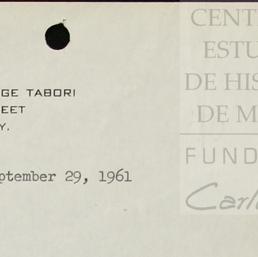 GE TABORI
EET
Y.
ptember 29, 1961
CENT
ESTU
DE HIS
DE M
FUND
Carl